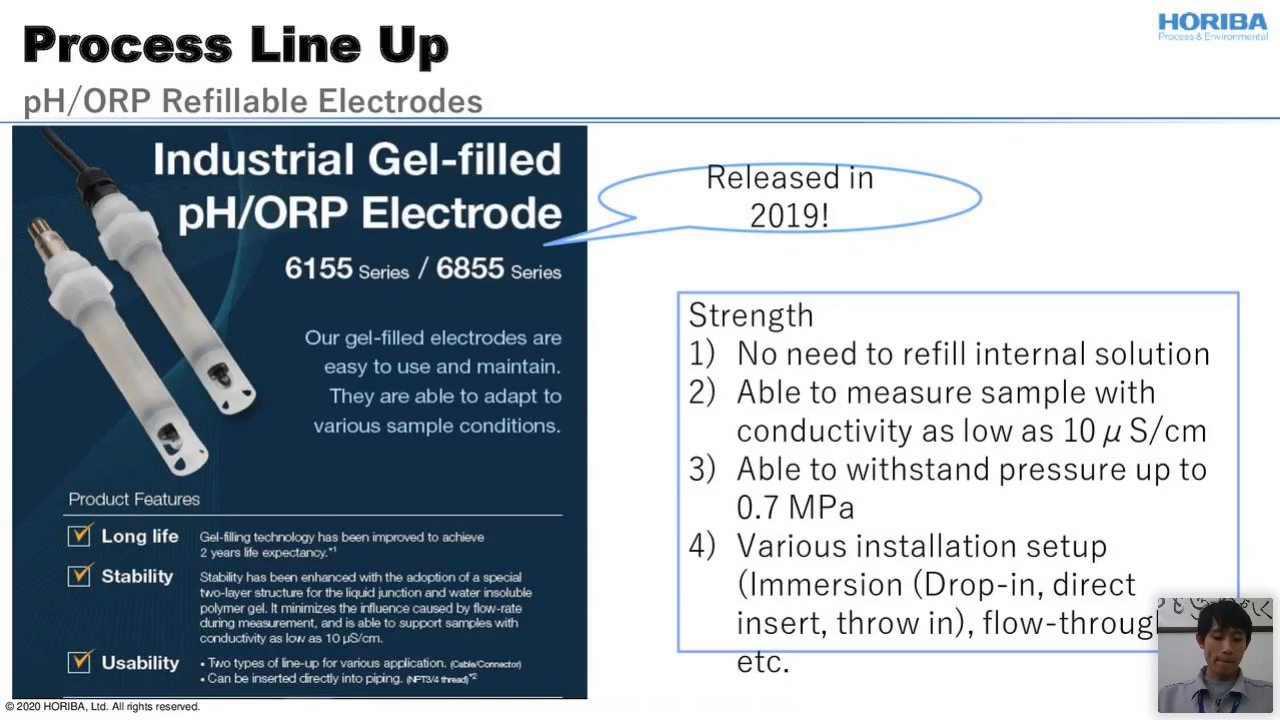 Process Line Up
HORIBA
Process & Environmental
pH/ORP Refillable Electrodes
Industrial Gel-filled
pH/ORP Electrode
6155 Series / 6855 Series
Our gel-filled electrodes are
easy to use and maintain.
They are able to adapt to
various sample conditions.
Product Features
Long life
Gel-filling technology has been improved to achieve
2 years life expectancy.*1
Stability
Stability has been enhanced with the adoption of a special
two-layer structure for the liquid junction and water insoluble
polymer gel. It minimizes the influence caused by flow-rate
during measurement, and is able to support samples with
conductivity as low as 10 µS/cm.
Usability
• Two types of line-up for various application. (Cable/Connector)
• Can be inserted directly into piping. (NPT3/4 thread)*2
Released in
2019!
Strength
1) No need to refill internal solution
2) Able to measure sample with
conductivity as low as 10 μ S/cm
3) Able to withstand pressure up to
0.7 MPa
4) Various installation setup
(Immersion (Drop-in, direct
insert, throw in), flow-throug
etc.
© 2020 HORIBA, Ltd. All rights reserved.